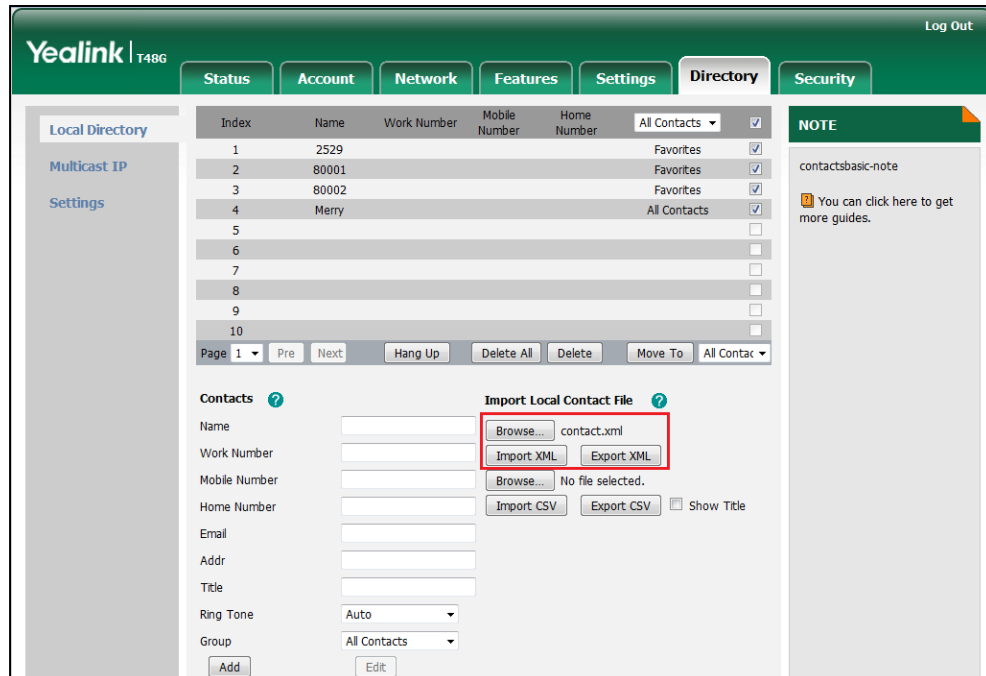 Log Out
Yealink T48G
Status Account Network Features Settings Directory Security
Local Directory
Multicast IP
Settings
Index Name Work Number Mobile Number Home Number All Contacts
1 2529 Favorites
2 80001 Favorites
3 80002 Favorites
4 Merry All Contacts
5
6
7
8
9
10
Page 1 Pre Next Hang Up Delete All Delete Move To All Contac
Contacts ?
Name
Work Number
Mobile Number
Home Number
Email
Addr
Title
Ring Tone Auto
Group All Contacts
Add Edit
Import Local Contact File ?
Browse... contact.xml
Import XML Export XML
Browse... No file selected.
Import CSV Export CSV Show Title
NOTE
contactsbasic-note
? You can click here to get
more guides.